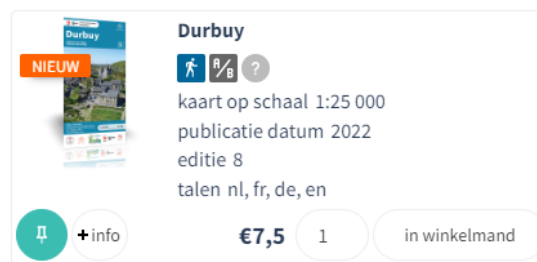 Durbuy
Durbuy
NIEUW
A/B
?
kaart op schaal 1:25 000
publicatie datum 2022
editie 8
talen nl, fr, de, en
+ info
€7,5
1
in winkelmand